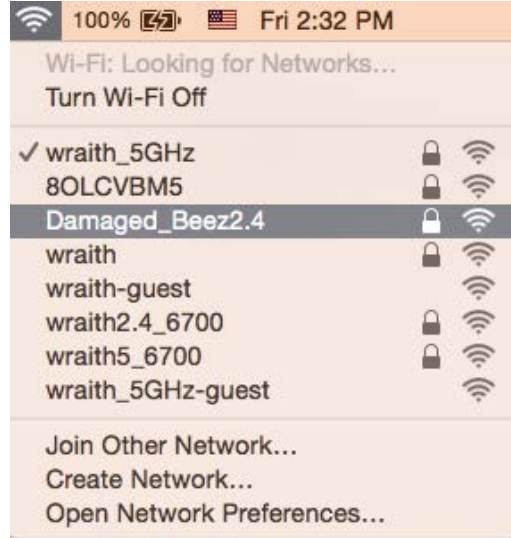 100% Fri 2:32 PM
Wi-Fi: Looking for Networks...
Turn Wi-Fi Off
wraith_5GHz
8OLCVBM5
Damaged_Beez2.4
wraith
wraith-guest
wraith2.4_6700
wraith5_6700
wraith_5GHz-guest
Join Other Network...
Create Network...
Open Network Preferences...